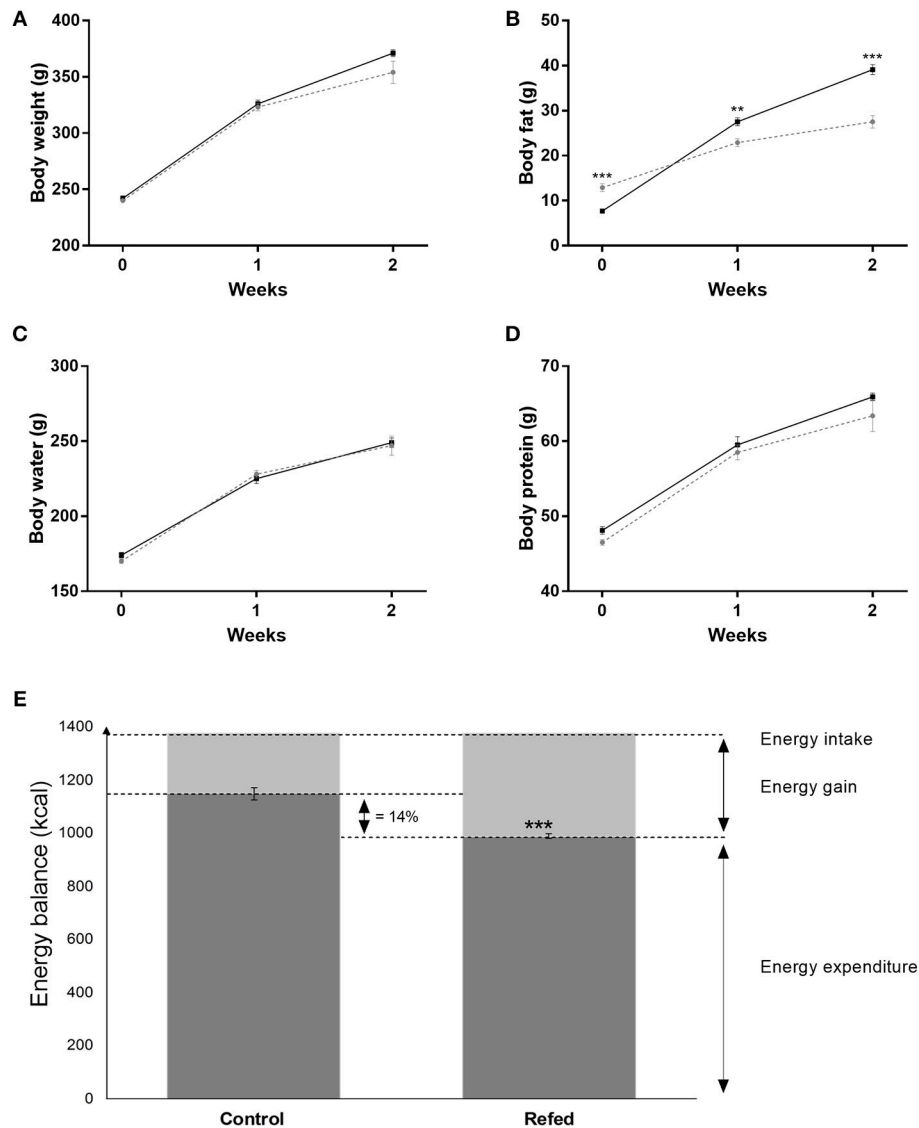 A
Body weight (g)
400
350
300
250
200
0 1 2
Weeks
B
Body fat (g)
50
40
30
20
10
0
***
**
***
0 1 2
Weeks
C
Body water (g)
300
250
200
150
0 1 2
Weeks
D
Body protein (g)
70
60
50
40
0 1 2
Weeks
E
Energy balance (kcal)
1400
1200
1000
800
600
400
200
0
= 14%
***
Energy intake
Energy gain
Energy expenditure
Control Refed